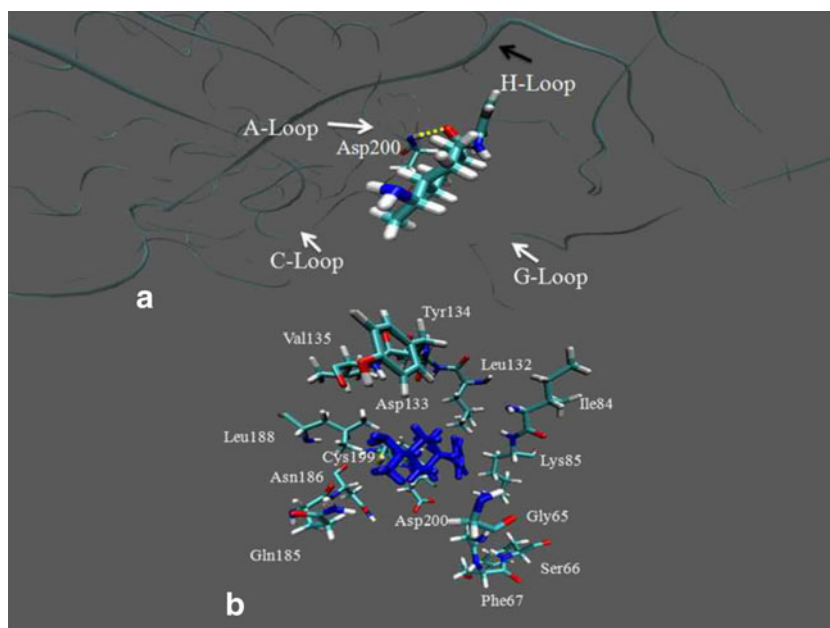 H-Loop
A-Loop
Asp200
C-Loop
G-Loop
a
Tyr134
Val135
Leu132
Asp133
Ile84
Leu188
Cys199
Lys85
Asn186
Asp200
Gly65
Gln185
Ser66
Phe67
b